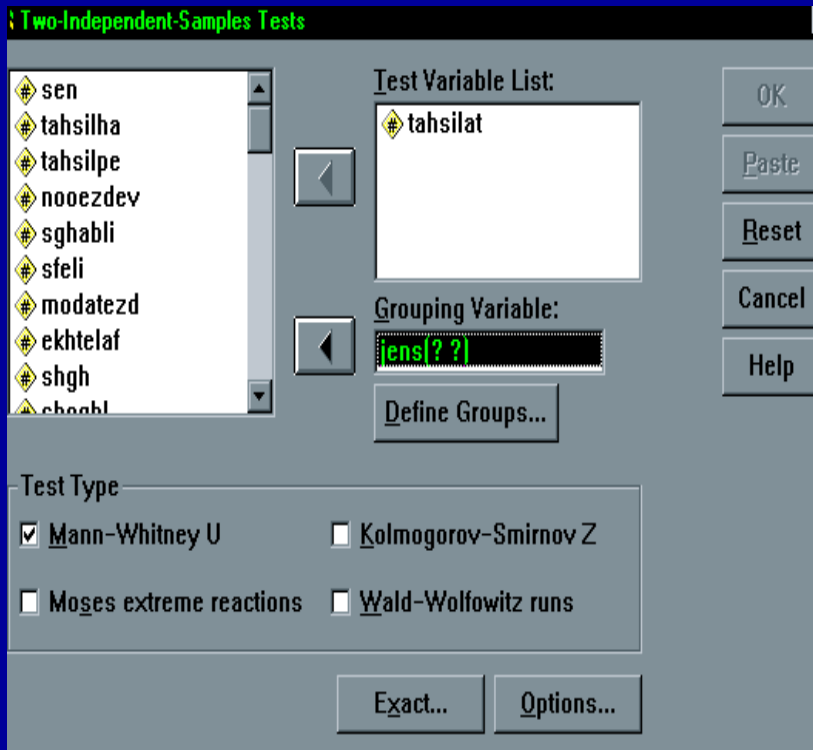 Two-Independent-Samples Tests
sen
tahsilha
tahsilpe
nooezdev
sghabli
sfeli
modatezd
ekhtelaf
shgh
Test Variable List:
tahsilat
Grouping Variable:
jens(? ?)
Define Groups...
OK
Paste
Reset
Cancel
Help
Test Type
Mann-Whitney U
Kolmogorov-Smirnov Z
Moses extreme reactions
Wald-Wolfowitz runs
Exact...
Options...